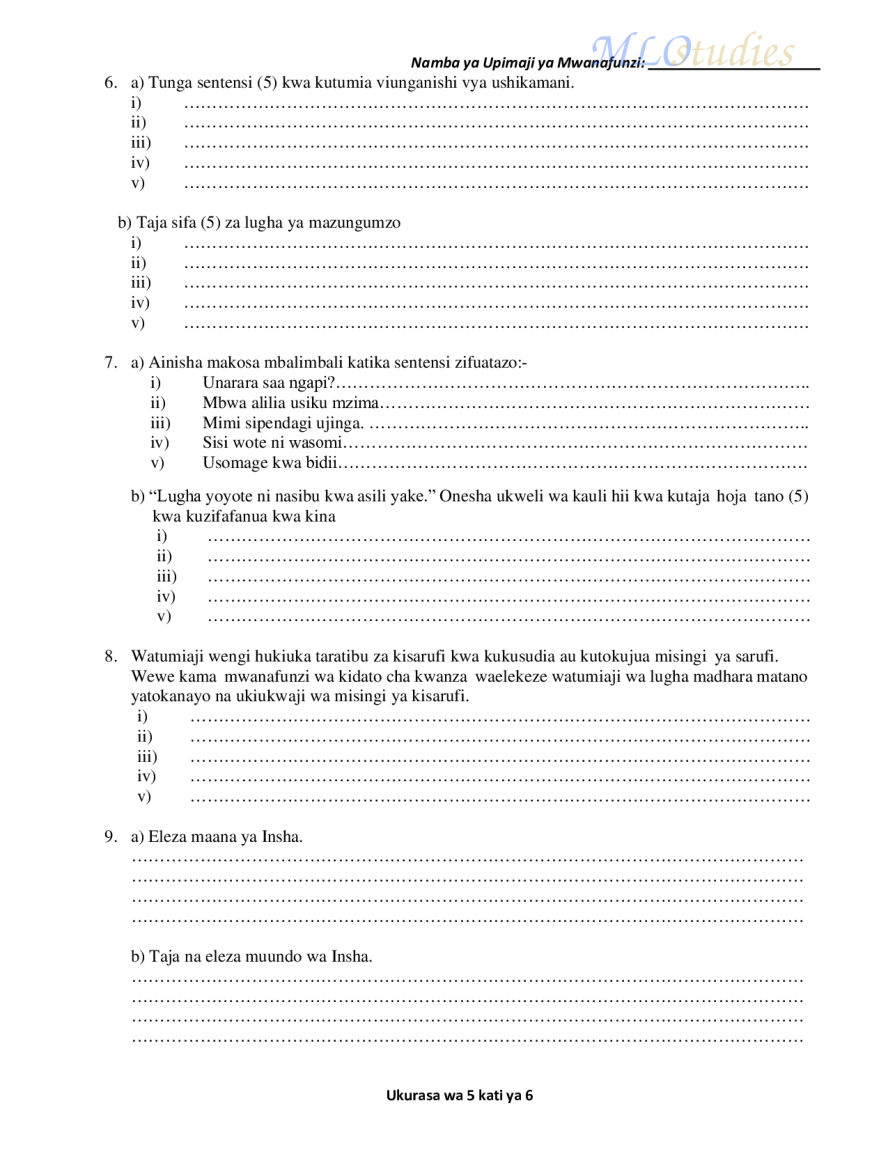 MLOstudies
Namba ya Upimaji ya Mwanafunzi:______________________
6. a) Tunga sentensi (5) kwa kutumia viunganishi vya ushikamani.
i) ……………………………………………………………………………………………….
ii) ……………………………………………………………………………………………….
iii) ……………………………………………………………………………………………….
iv) ……………………………………………………………………………………………….
v) ……………………………………………………………………………………………….
b) Taja sifa (5) za lugha ya mazungumzo
i) ……………………………………………………………………………………………….
ii) ……………………………………………………………………………………………….
iii) ……………………………………………………………………………………………….
iv) ……………………………………………………………………………………………….
v) ……………………………………………………………………………………………….
7. a) Ainisha makosa mbalimbali katika sentensi zifuatazo:-
i) Unarara saa ngapi?………………………………………………………………………..
ii) Mbwa alilia usiku mzima…………………………………………………………………
iii) Mimi sipendagi ujinga. …………………………………………………………………..
iv) Sisi wote ni wasomi………………………………………………………………………
v) Usomage kwa bidii……………………………………………………………………….
b) “Lugha yoyote ni nasibu kwa asili yake.” Onesha ukweli wa kauli hii kwa kutaja hoja tano (5)
kwa kuzifafanua kwa kina
i) ……………………………………………………………………………………………
ii) ……………………………………………………………………………………………
iii) ……………………………………………………………………………………………
iv) ……………………………………………………………………………………………
v) ……………………………………………………………………………………………
8. Watumiaji wengi hukiuka taratibu za kisarufi kwa kukusudia au kutokujua misingi ya sarufi.
Wewe kama mwanafunzi wa kidato cha kwanza waelekeze watumiaji wa lugha madhara matano
yatokanayo na ukiukwaji wa misingi ya kisarufi.
i) ………………………………………………………………………………………………
ii) ………………………………………………………………………………………………
iii) ………………………………………………………………………………………………
iv) ………………………………………………………………………………………………
v) ………………………………………………………………………………………………
9. a) Eleza maana ya Insha.
………………………………………………………………………………………………………
………………………………………………………………………………………………………
………………………………………………………………………………………………………
………………………………………………………………………………………………………
b) Taja na eleza muundo wa Insha.
………………………………………………………………………………………………………
………………………………………………………………………………………………………
………………………………………………………………………………………………………
………………………………………………………………………………………………………
Ukurasa wa 5 kati ya 6